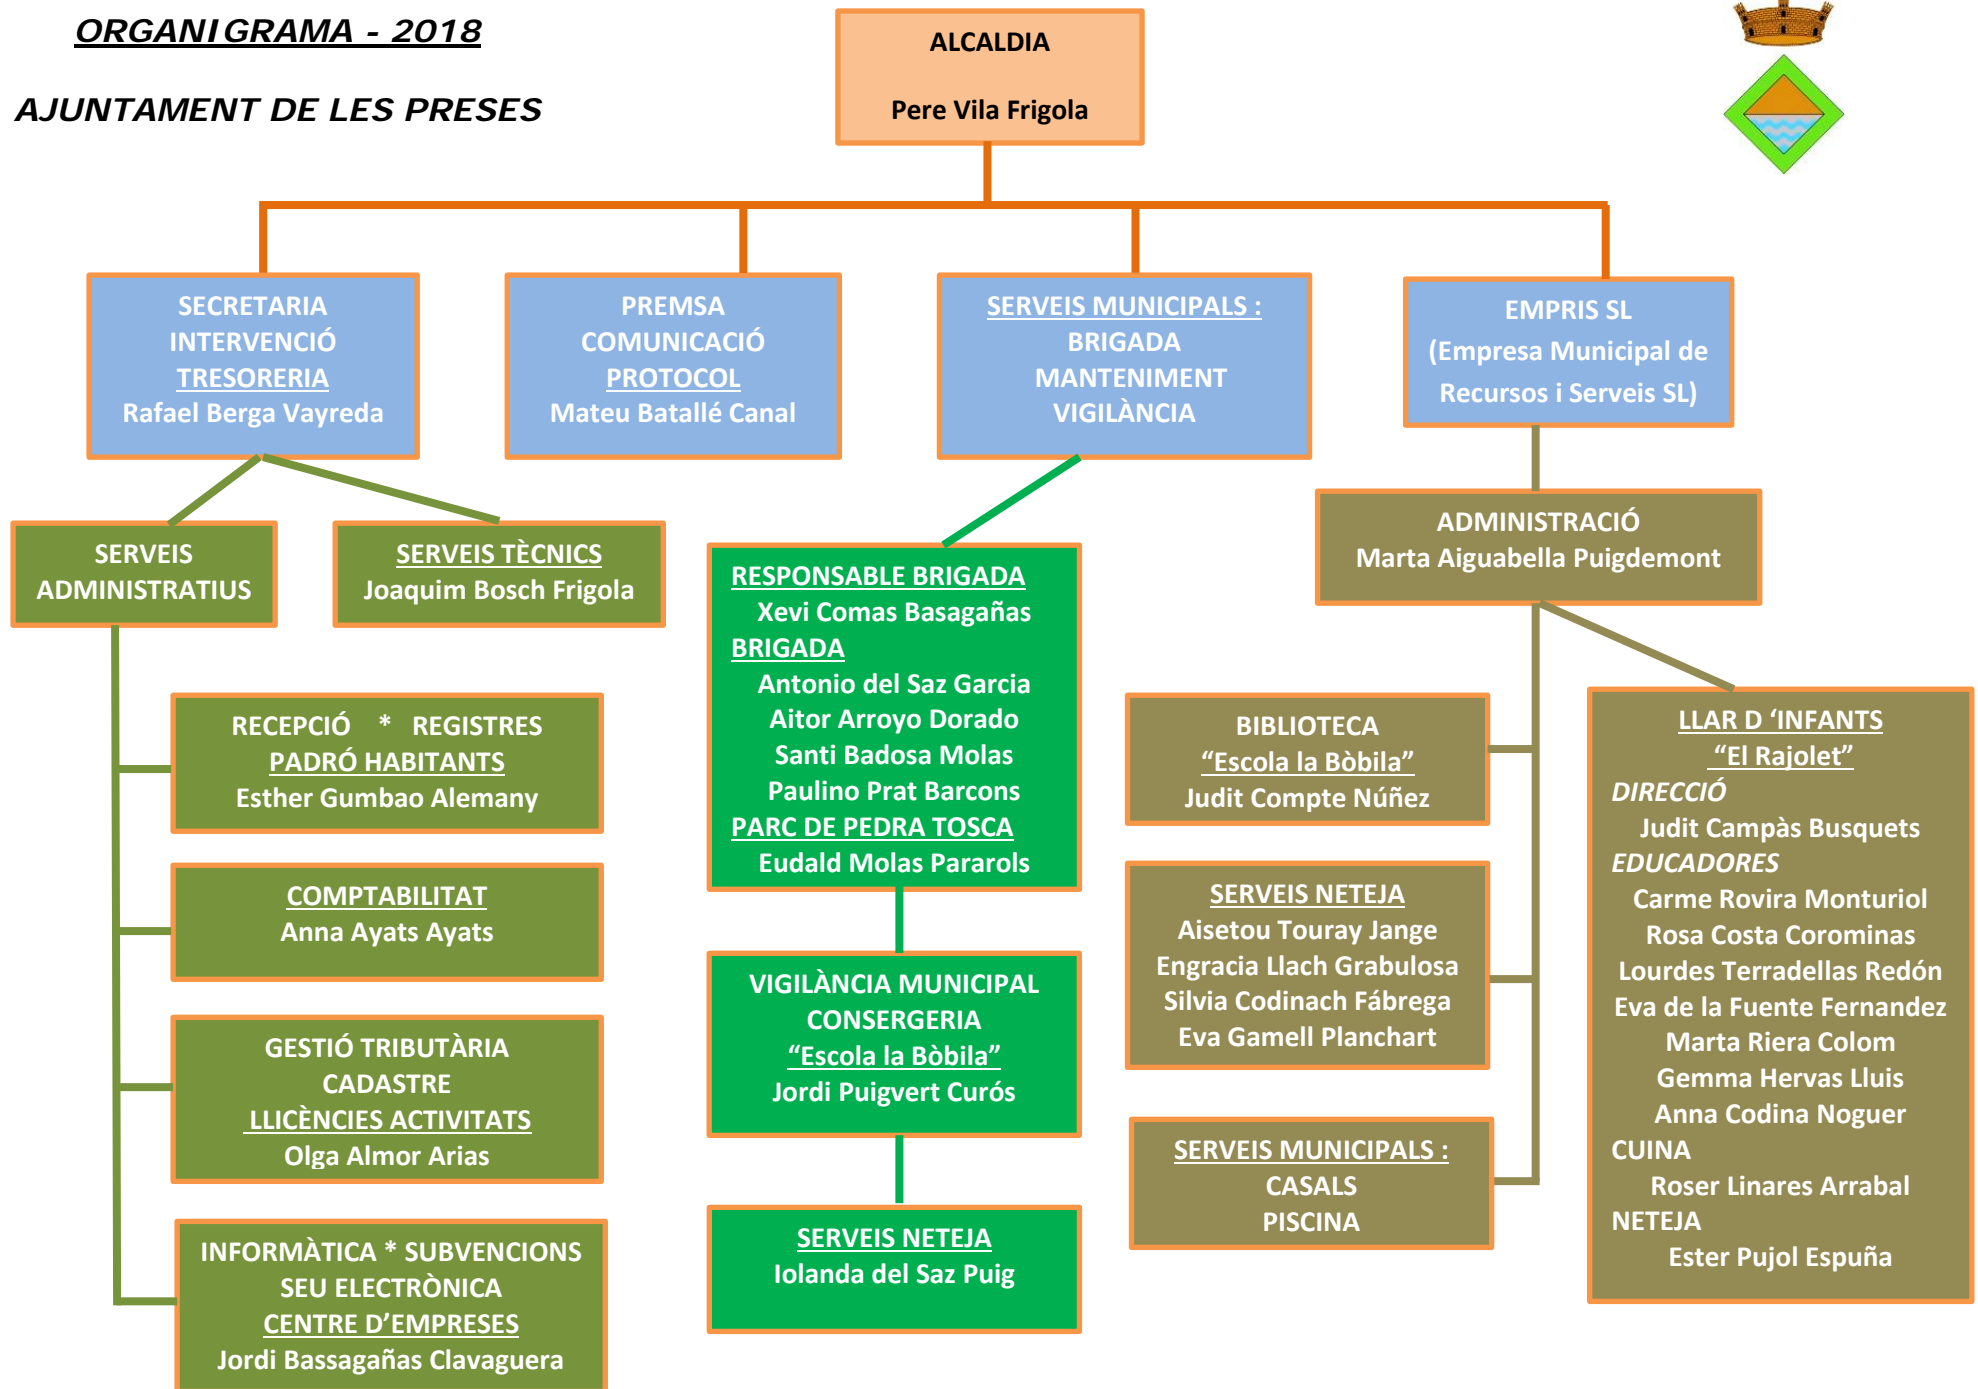 ORGANIGRAMA - 2018
AJUNTAMENT DE LES PRESES
ALCALDIA
Pere Vila Frigola
SECRETARIA
INTERVENCIÓ
TRESORERIA
Rafael Berga Vayreda
PREMSA
COMUNICACIÓ
PROTOCOL
Mateu Batallé Canal
SERVEIS MUNICIPALS :
BRIGADA
MANTENIMENT
VIGILÀNCIA
EMPRIS SL
(Empresa Municipal de
Recursos i Serveis SL)
SERVEIS
ADMINISTRATIUS
SERVEIS TÈCNICS
Joaquim Bosch Frigola
RECEPCIÓ * REGISTRES
PADRÓ HABITANTS
Esther Gumbao Alemany
COMPTABILITAT
Anna Ayats Ayats
GESTIÓ TRIBUTÀRIA
CADASTRE
LLICÈNCIES ACTIVITATS
Olga Almor Arias
INFORMÀTICA * SUBVENCIONS
SEU ELECTRÒNICA
CENTRE D’EMPRESES
Jordi Bassagañas Clavaguera
RESPONSABLE BRIGADA
Xevi Comas Basagañas
BRIGADA
Antonio del Saz Garcia
Aitor Arroyo Dorado
Santi Badosa Molas
Paulino Prat Barcons
PARC DE PEDRA TOSCA
Eudald Molas Pararols
VIGILÀNCIA MUNICIPAL
CONSERGERIA
“Escola la Bòbila”
Jordi Puigvert Curós
SERVEIS NETEJA
Iolanda del Saz Puig
ADMINISTRACIÓ
Marta Aiguabella Puigdemont
BIBLIOTECA
“Escola la Bòbila”
Judit Compte Núñez
SERVEIS NETEJA
Aisetou Touray Jange
Engracia Llach Grabulosa
Silvia Codinach Fábrega
Eva Gamell Planchart
SERVEIS MUNICIPALS :
CASALS
PISCINA
LLAR D ‘INFANTS
“El Rajolet”
DIRECCIÓ
Judit Campàs Busquets
EDUCADORES
Carme Rovira Monturiol
Rosa Costa Corominas
Lourdes Terradellas Redón
Eva de la Fuente Fernandez
Marta Riera Colom
Gemma Hervas Lluis
Anna Codina Noguer
CUINA
Roser Linares Arrabal
NETEJA
Ester Pujol Espuña